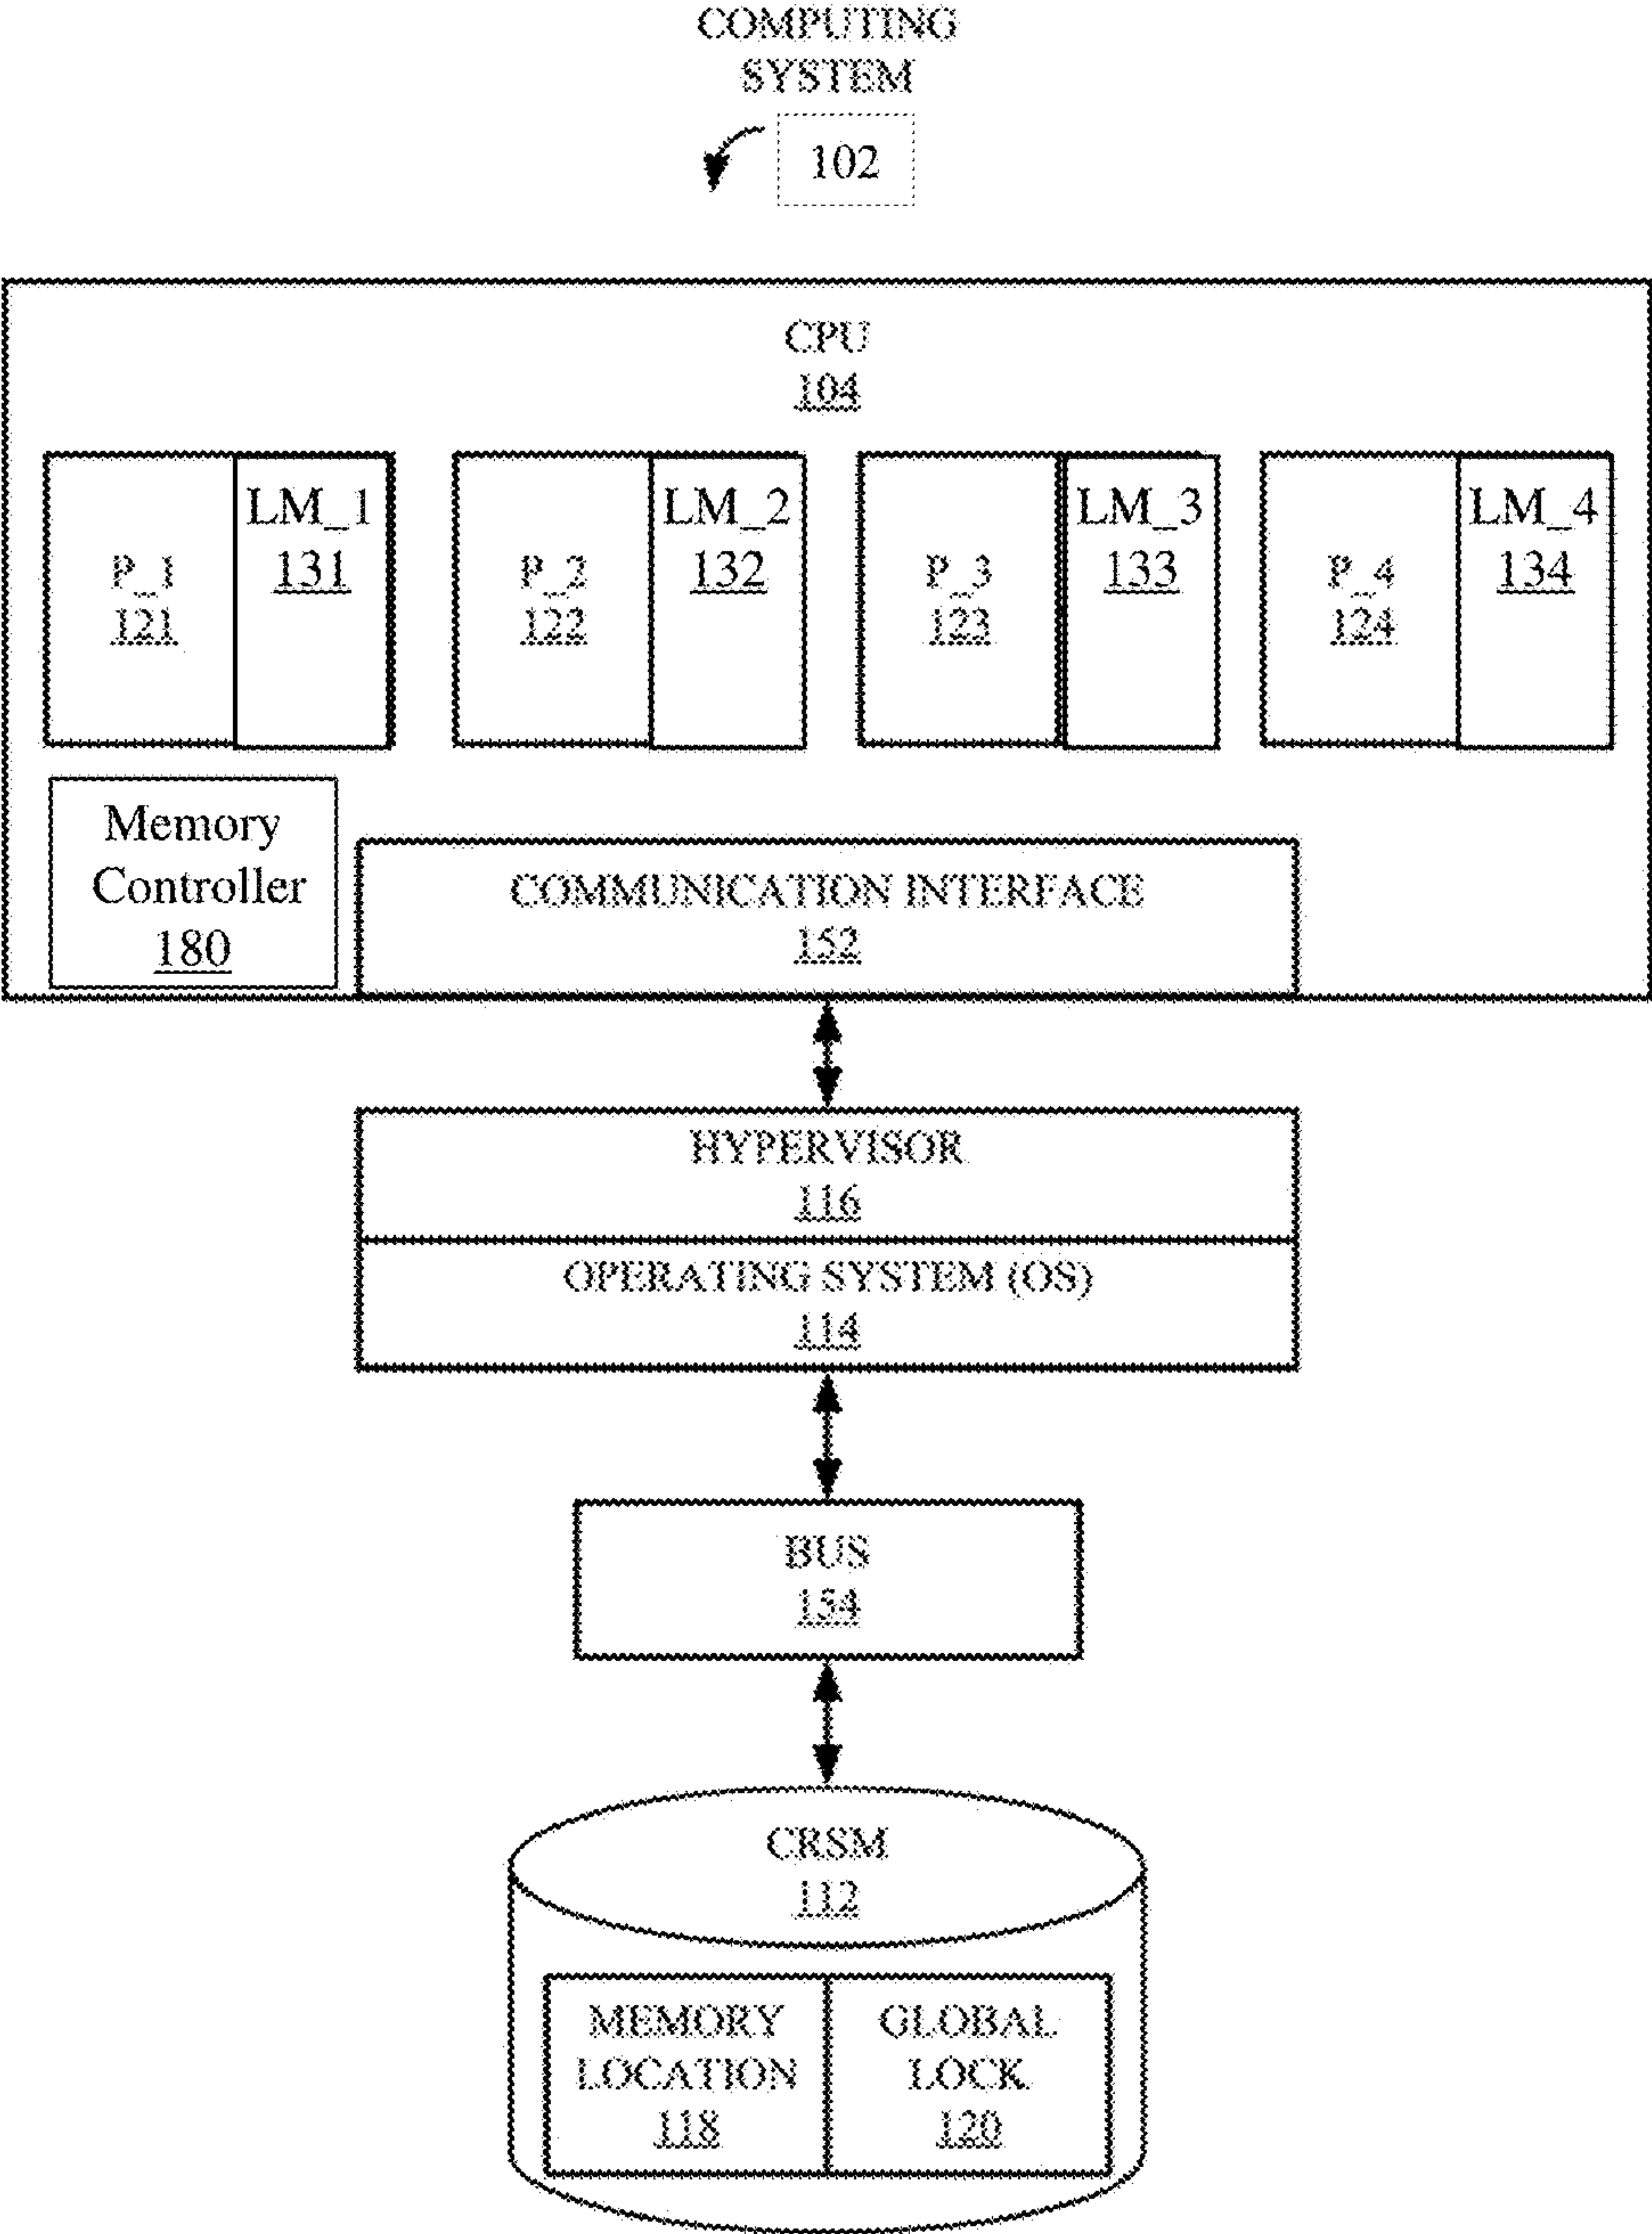 COMPUTING
SYSTEM
102
CPU
104
P_1
121
LM_1
131
P_2
122
LM_2
132
P_3
123
LM_3
133
P_4
124
LM_4
134
Memory
Controller
180
COMMUNICATION INTERFACE
152
HYPERVISOR
116
OPERATING SYSTEM (OS)
114
BUS
154
CRSM
112
MEMORY
LOCATION
118
GLOBAL
LOCK
120